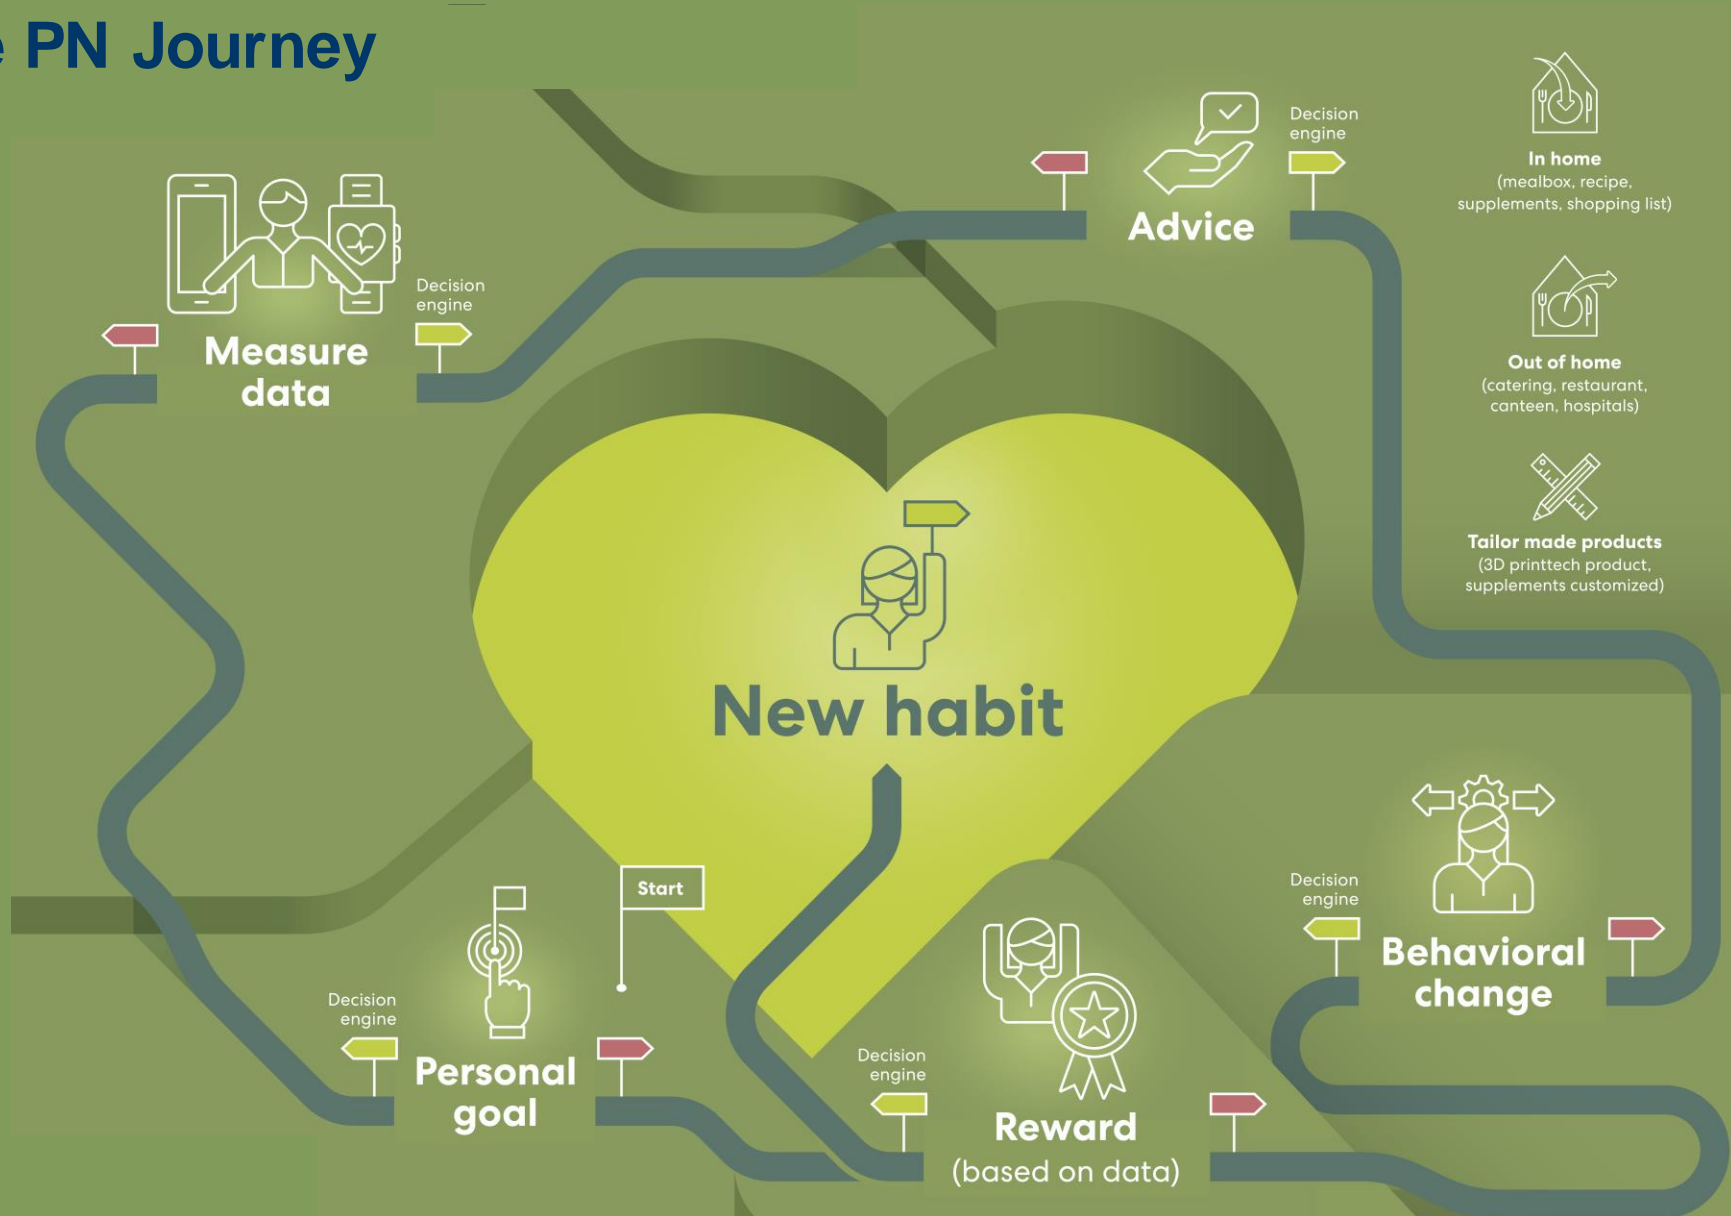 PN Journey
Decision
engine
Advice
In home
(mealbox, recipe,
supplements, shopping list)
Decision
engine
Measure
data
Out of home
(catering, restaurant,
canteen, hospitals)
Tailor made products
(3D printtech product,
supplements customized)
New habit
Start
Decision
engine
Personal
goal
Decision
engine
Reward
(based on data)
Decision
engine
Behavioral
change